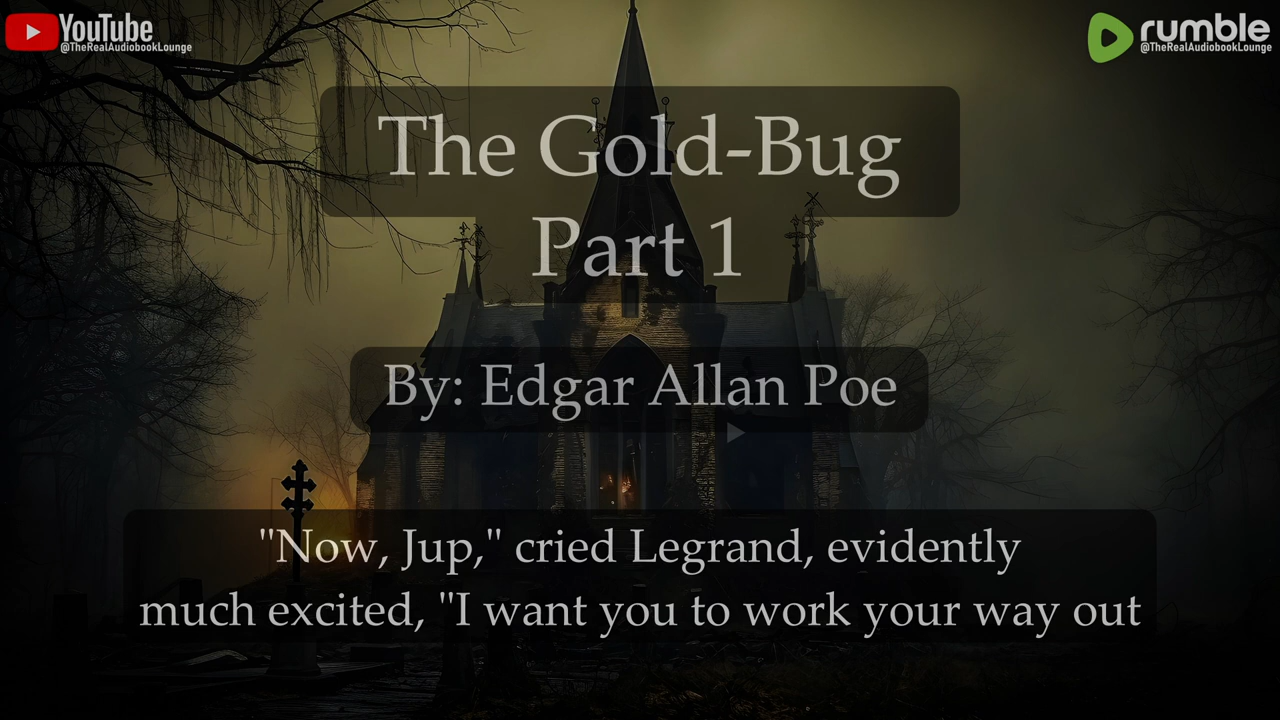 YouTube
@TheRealAudiobookLounge
rumble
@TheRealAudiobookLounge
The Gold-Bug
Part 1
By: Edgar Allan Poe
"Now, Jup," cried Legrand, evidently
much excited, "I want you to work your way out